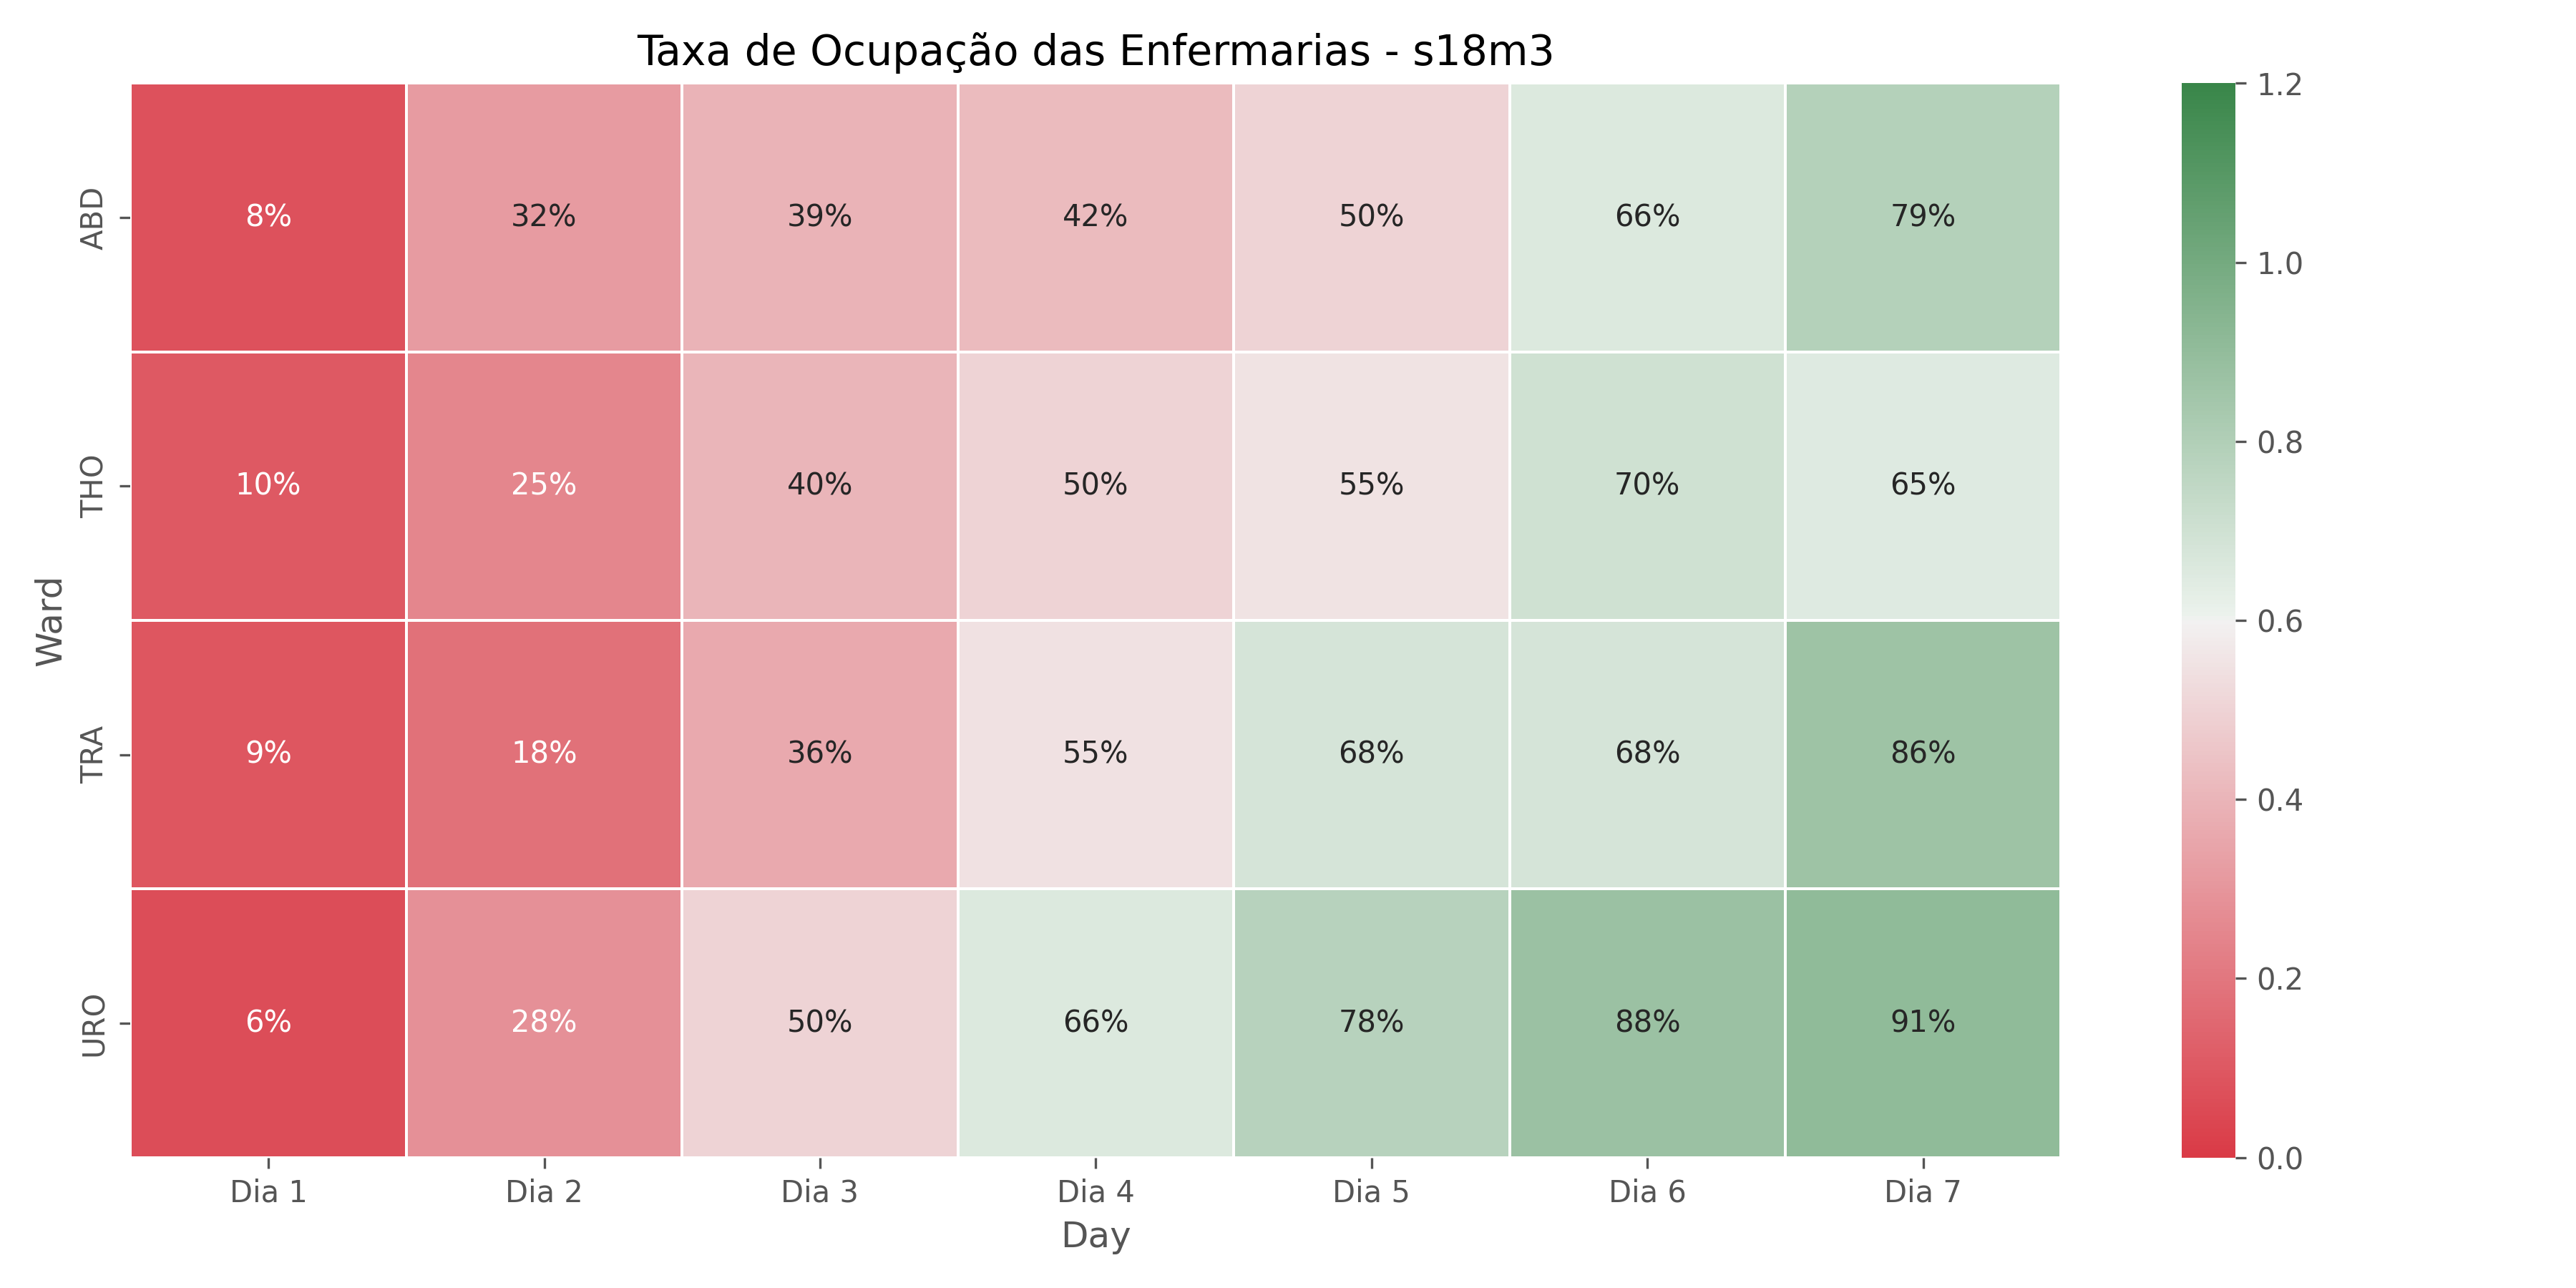 Taxa de Ocupação das Enfermarias - s18m3
Ward
ABD 8% 32% 39% 42% 50% 66% 79%
THO 10% 25% 40% 50% 55% 70% 65%
TRA 9% 18% 36% 55% 68% 68% 86%
URO 6% 28% 50% 66% 78% 88% 91%
Dia 1 Dia 2 Dia 3 Dia 4 Dia 5 Dia 6 Dia 7
Day
1.2
1.0
0.8
0.6
0.4
0.2
0.0